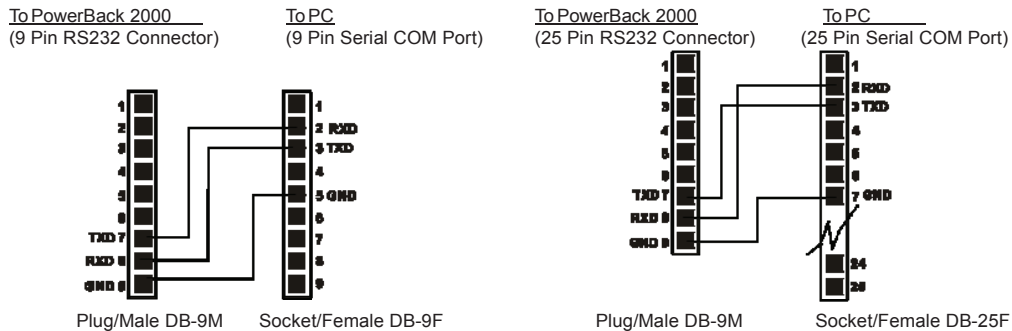 To PowerBack 2000
(9 Pin RS232 Connector)
To PC
(9 Pin Serial COM Port)
1
2
3
4
5
6
TXD 7
RXD 8
GND 9
1
2 RXD
3 TXD
4
5 GND
6
7
8
9
Plug/Male DB-9M
Socket/Female DB-9F
To PowerBack 2000
(25 Pin RS232 Connector)
To PC
(25 Pin Serial COM Port)
1
2
3
4
5
6
TXD 7
RXD 8
GND 9
1
2 RXD
3 TXD
4
5
6
7 GND
24
25
Plug/Male DB-9M
Socket/Female DB-25F